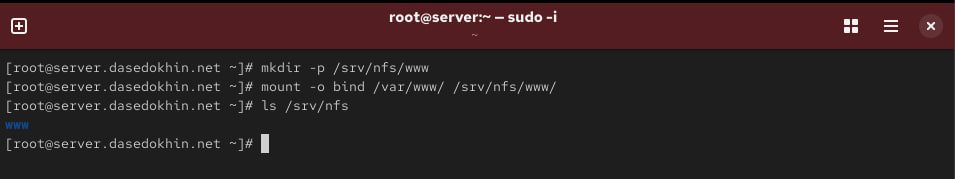 root@server:~ — sudo -i
~
[root@server.dasedokhin.net ~]# mkdir -p /srv/nfs/www
[root@server.dasedokhin.net ~]# mount -o bind /var/www/ /srv/nfs/www/
[root@server.dasedokhin.net ~]# ls /srv/nfs
www
[root@server.dasedokhin.net ~]#